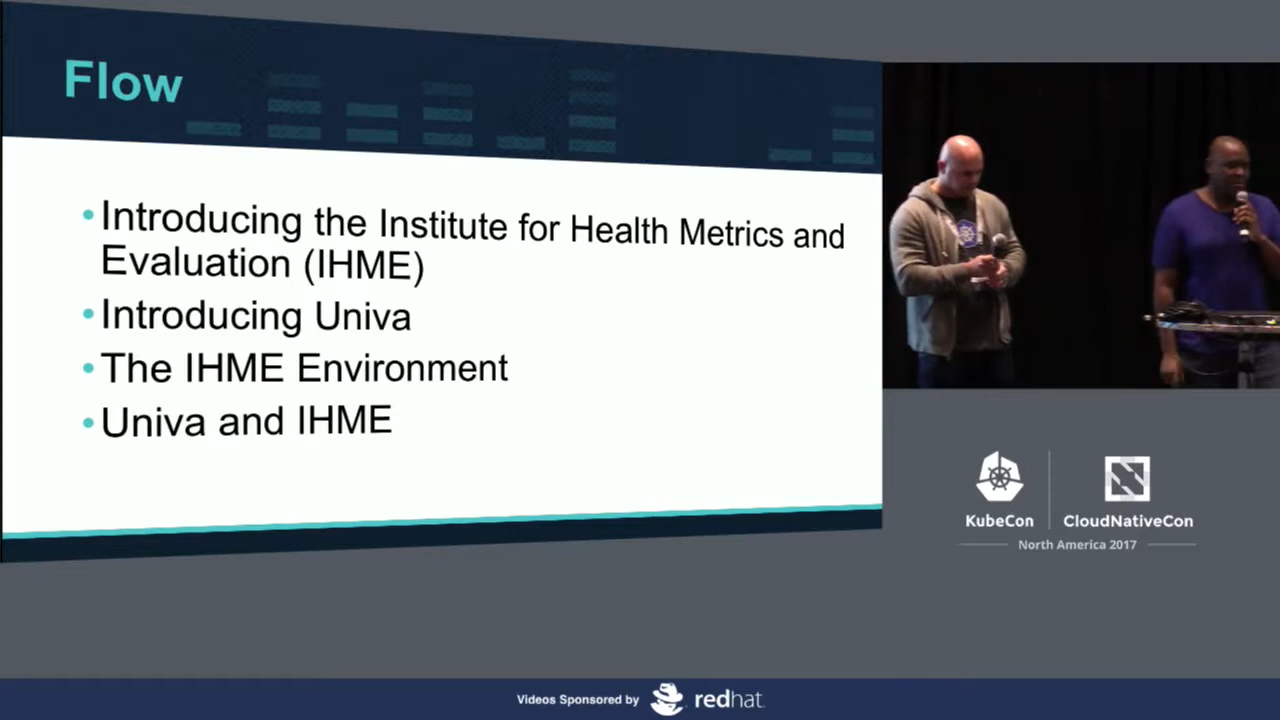 Flow
•Introducing the Institute for Health Metrics and
Evaluation (IHME)
•Introducing Univa
•The IHME Environment
•Univa and IHME
KubeCon
CloudNativeCon
North America 2017
Videos Sponsored by
redhat.